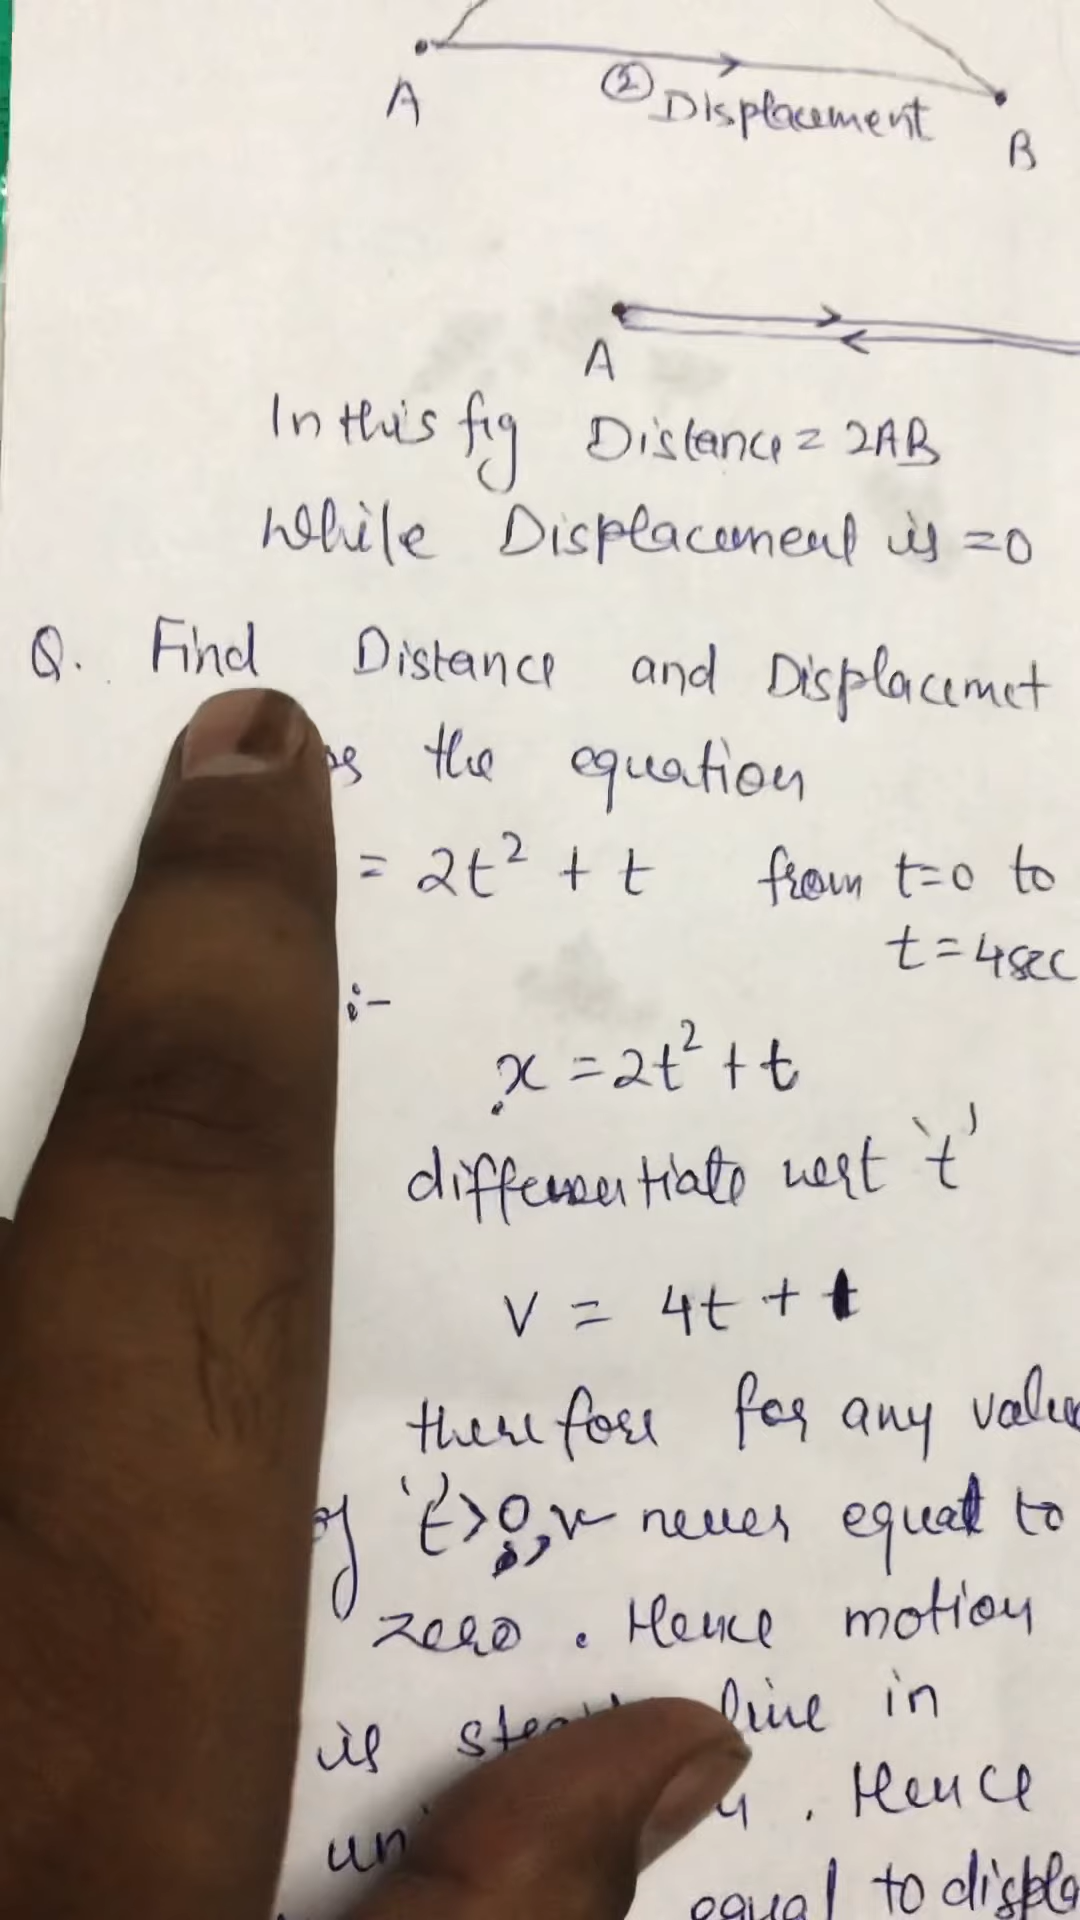 A
② Displacement
B
A
In this fig Distance = 2AB
While Displacement is = 0
Q. Find Distance and Displacemet
the equation
= 2t² + t from t=0 to
t = 4sec
:-
x = 2t² + t
differentiate wrt 't'
v = 4t + 1
therefore for any value
of 't'>0, v never equal to
zero. Hence motion
is line in
. Hence
equal to displa